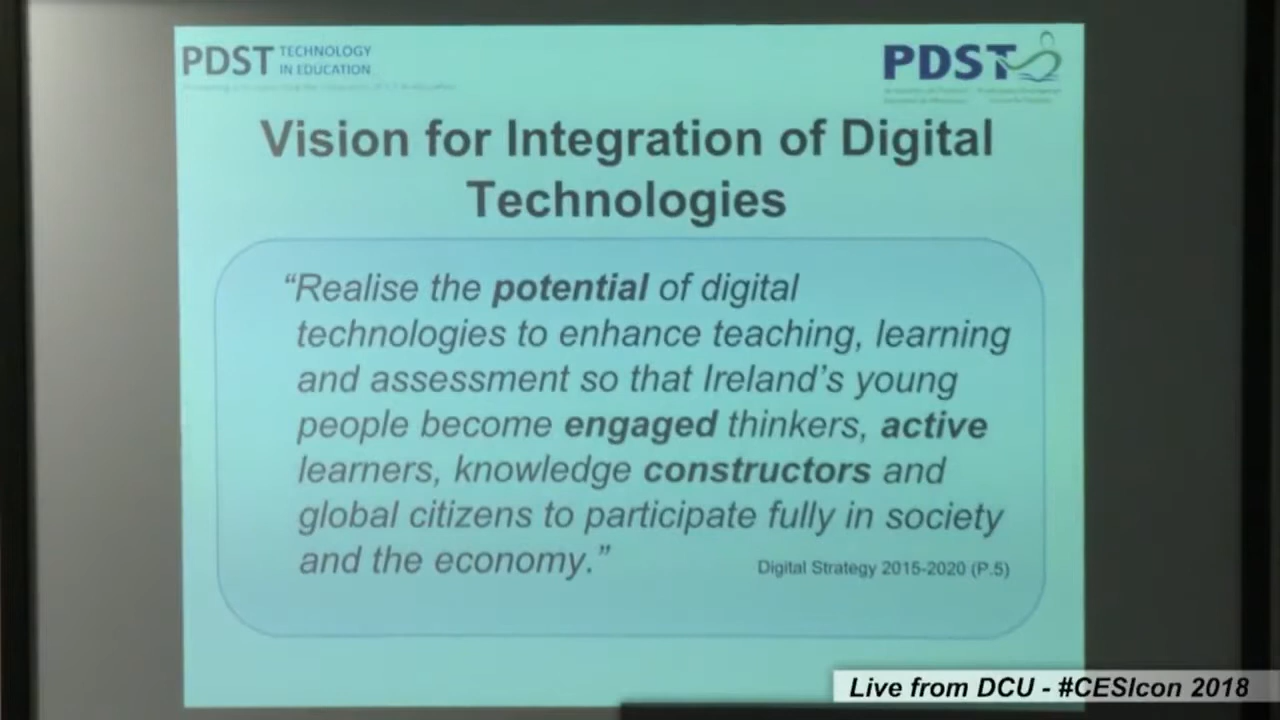 PDST TECHNOLOGY
IN EDUCATION
PDST
Vision for Integration of Digital
Technologies
“Realise the potential of digital
technologies to enhance teaching, learning
and assessment so that Ireland’s young
people become engaged thinkers, active
learners, knowledge constructors and
global citizens to participate fully in society
and the economy.”
Digital Strategy 2015-2020 (P.5)
Live from DCU - #CESIcon 2018